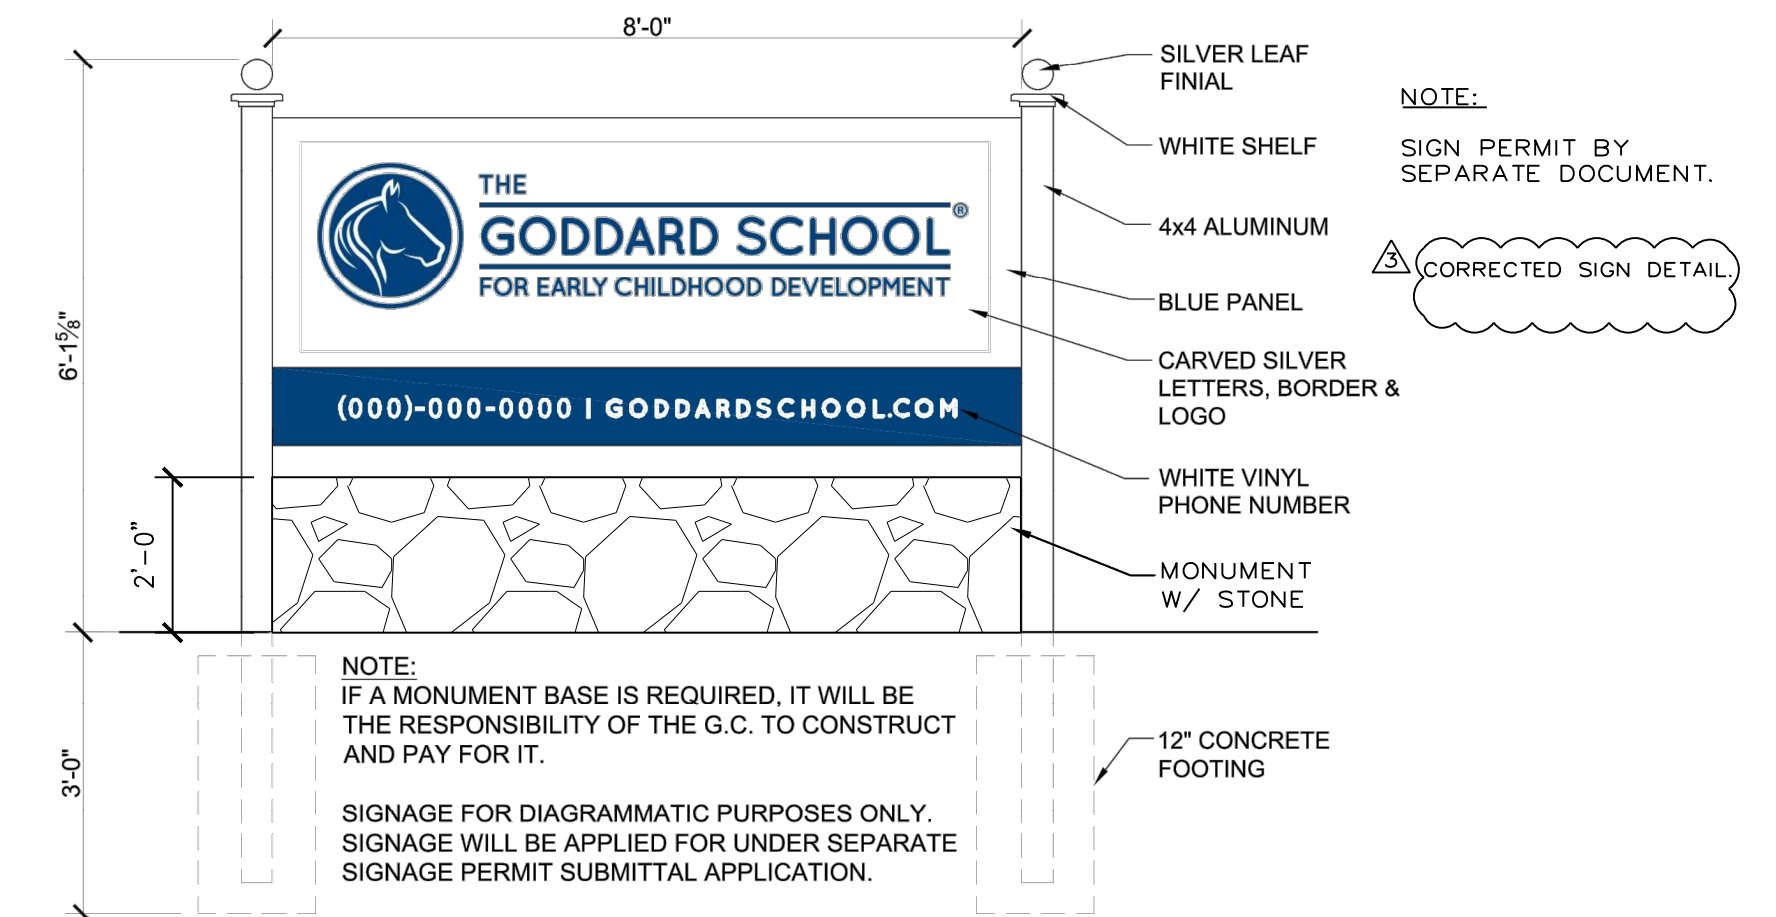 8'-0"
SILVER LEAF
FINIAL
NOTE:
WHITE SHELF
SIGN PERMIT BY
SEPARATE DOCUMENT.
THE
GODDARD SCHOOL®
FOR EARLY CHILDHOOD DEVELOPMENT
4x4 ALUMINUM
3
CORRECTED SIGN DETAIL.
BLUE PANEL
6'-1⅝"
CARVED SILVER
LETTERS, BORDER &
LOGO
(000)-000-0000 | GODDARDSCHOOL.COM
WHITE VINYL
PHONE NUMBER
2'-0"
MONUMENT
W/ STONE
NOTE:
IF A MONUMENT BASE IS REQUIRED, IT WILL BE
THE RESPONSIBILITY OF THE G.C. TO CONSTRUCT
AND PAY FOR IT.
SIGNAGE FOR DIAGRAMMATIC PURPOSES ONLY.
SIGNAGE WILL BE APPLIED FOR UNDER SEPARATE
SIGNAGE PERMIT SUBMITTAL APPLICATION.
3'-0"
12" CONCRETE
FOOTING